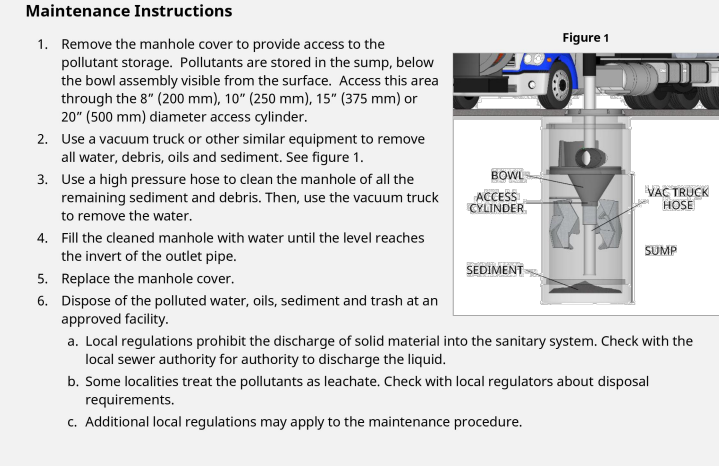 Maintenance Instructions
Figure 1
1. Remove the manhole cover to provide access to the
pollutant storage.  Pollutants are stored in the sump, below
the bowl assembly visible from the surface.  Access this area
through the 8” (200 mm), 10” (250 mm), 15” (375 mm) or
20” (500 mm) diameter access cylinder.
2. Use a vacuum truck or other similar equipment to remove
all water, debris, oils and sediment. See figure 1.
3. Use a high pressure hose to clean the manhole of all the
remaining sediment and debris. Then, use the vacuum truck
to remove the water.
4. Fill the cleaned manhole with water until the level reaches
the invert of the outlet pipe.
5. Replace the manhole cover.
6. Dispose of the polluted water, oils, sediment and trash at an
approved facility.
a. Local regulations prohibit the discharge of solid material into the sanitary system. Check with the
local sewer authority for authority to discharge the liquid.
b. Some localities treat the pollutants as leachate. Check with local regulators about disposal
requirements.
c. Additional local regulations may apply to the maintenance procedure.
BOWL
ACCESS
CYLINDER
VAC TRUCK
HOSE
SUMP
SEDIMENT